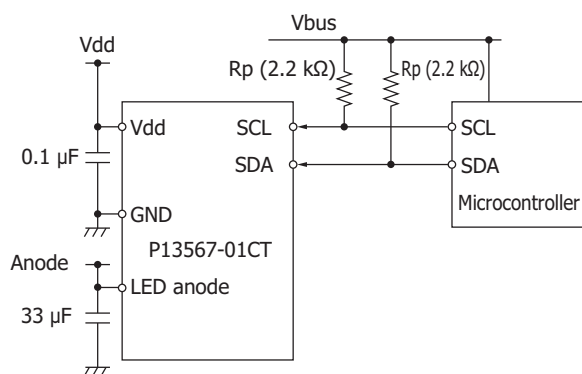 Vbus
Vdd
Rp (2.2 kΩ)
Rp (2.2 kΩ)
Vdd
SCL
SCL
0.1 µF
SDA
SDA
Microcontroller
GND
P13567-01CT
Anode
LED anode
33 µF